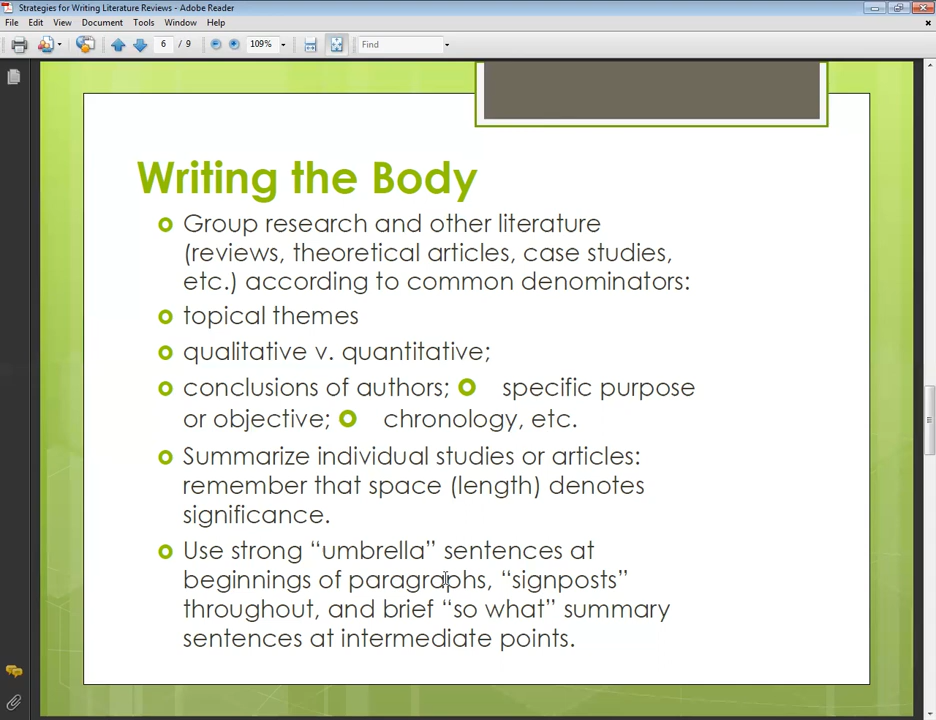 Strategies for Writing Literature Reviews - Adobe Reader
File Edit View Document Tools Window Help
6 / 9 109% Find
Writing the Body
Group research and other literature
(reviews, theoretical articles, case studies,
etc.) according to common denominators:
topical themes
qualitative v. quantitative;
conclusions of authors; specific purpose
or objective; chronology, etc.
Summarize individual studies or articles:
remember that space (length) denotes
significance.
Use strong “umbrella” sentences at
beginnings of paragraphs, “signposts”
throughout, and brief “so what” summary
sentences at intermediate points.